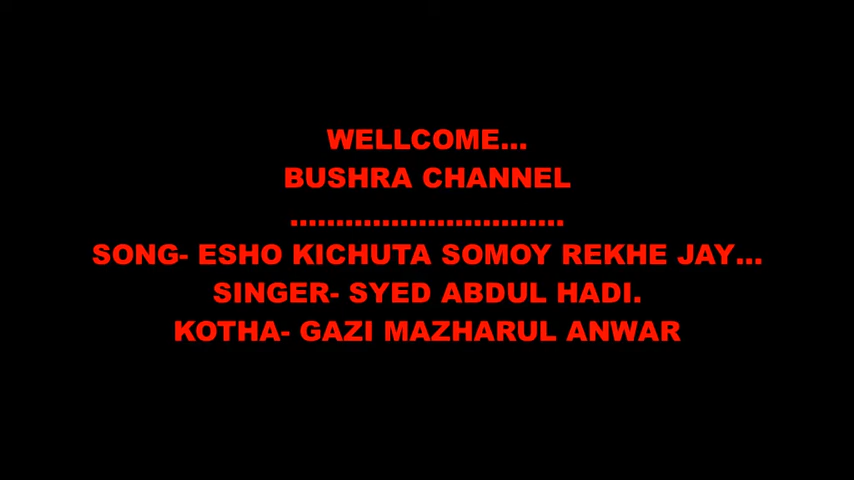 WELLCOME...
BUSHRA CHANNEL
..............................
SONG- ESHO KICHUTA SOMOY REKHE JAY...
SINGER- SYED ABDUL HADI.
KOTHA- GAZI MAZHARUL ANWAR